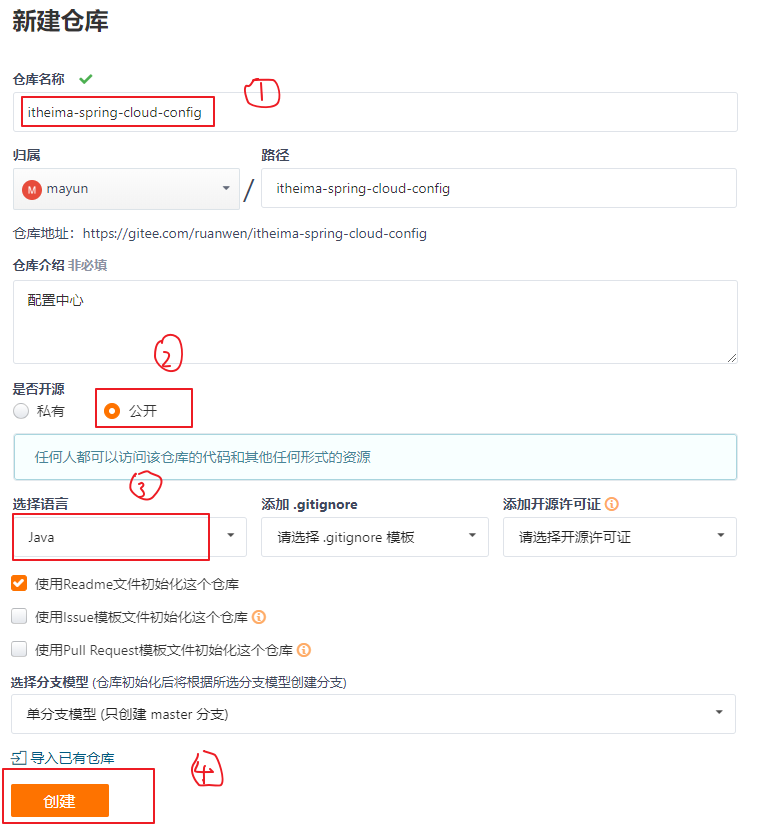 新建仓库
仓库名称
1
itheima-spring-cloud-config
归属 路径
M mayun / itheima-spring-cloud-config
仓库地址：https://gitee.com/ruanwen/itheima-spring-cloud-config
仓库介绍 非必填
配置中心
2
是否开源
私有 公开
任何人都可以访问该仓库的代码和其他任何形式的资源
3
选择语言 添加 .gitignore 添加开源许可证
Java 请选择 .gitignore 模板 请选择开源许可证
使用Readme文件初始化这个仓库
使用Issue模板文件初始化这个仓库
使用Pull Request模板文件初始化这个仓库
选择分支模型 (仓库初始化后将根据所选分支模型创建分支)
单分支模型 (只创建 master 分支)
导入已有仓库
4
创建